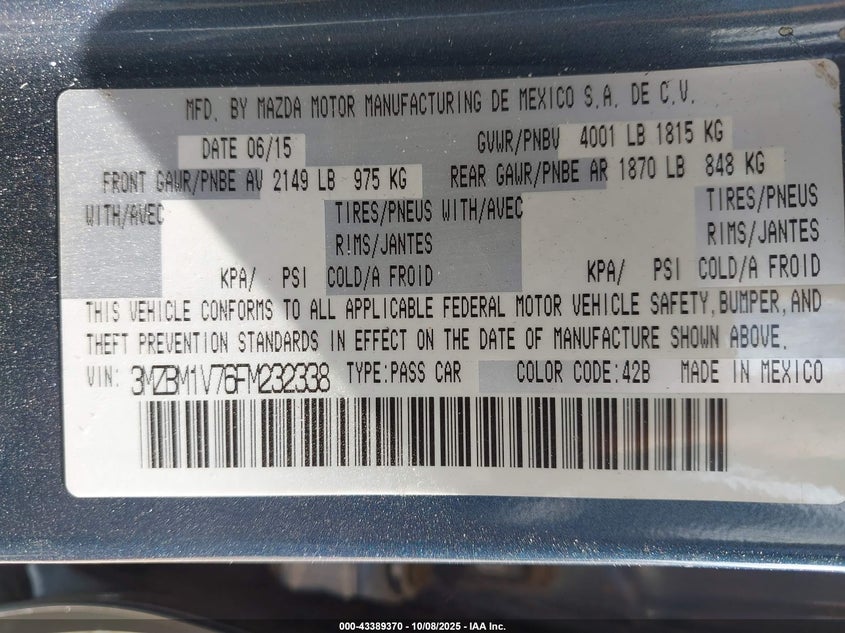 MFD. BY MAZDA MOTOR MANUFACTURING DE MEXICO S.A. DE C.V.
DATE 06/15 GVWR/PNBV 4001 LB 1815 KG
FRONT GAWR/PNBE AV 2149 LB 975 KG REAR GAWR/PNBE AR 1870 LB 848 KG
WITH/AVEC TIRES/PNEUS WITH/AVEC TIRES/PNEUS
RIMS/JANTES RIMS/JANTES
KPA/ PSI COLD/A FROID KPA/ PSI COLD/A FROID
THIS VEHICLE CONFORMS TO ALL APPLICABLE FEDERAL MOTOR VEHICLE SAFETY, BUMPER, AND
THEFT PREVENTION STANDARDS IN EFFECT ON THE DATE OF MANUFACTURE SHOWN ABOVE.
VIN: 3MZBM1V76FM232338 TYPE:PASS CAR COLOR CODE:42B MADE IN MEXICO
000-43389370 - 10/08/2025 - IAA Inc.